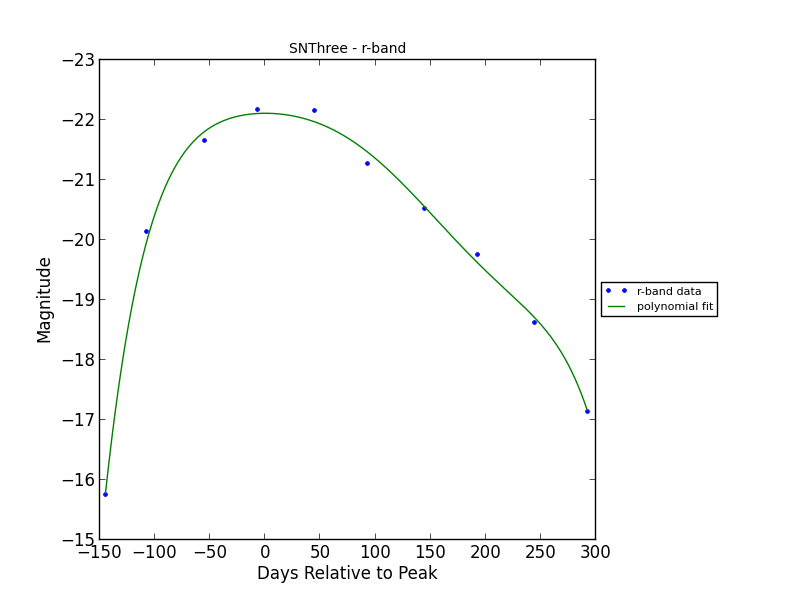 SNThree - r-band
−23
−22
−21
−20
−19
−18
−17
−16
−15
Magnitude
−150 −100 −50 0 50 100 150 200 250 300
Days Relative to Peak
r-band data
polynomial fit